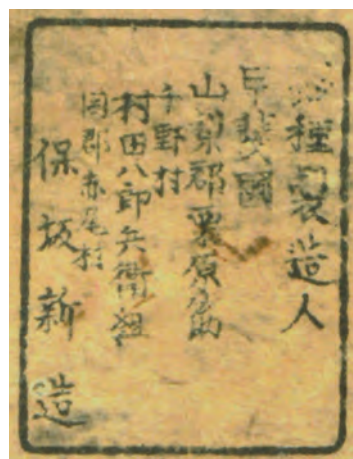 蚕種製造人
甲斐國
山梨郡栗原筋
千野村
村田八郎兵衛組
同郡赤尾村
保坂新造